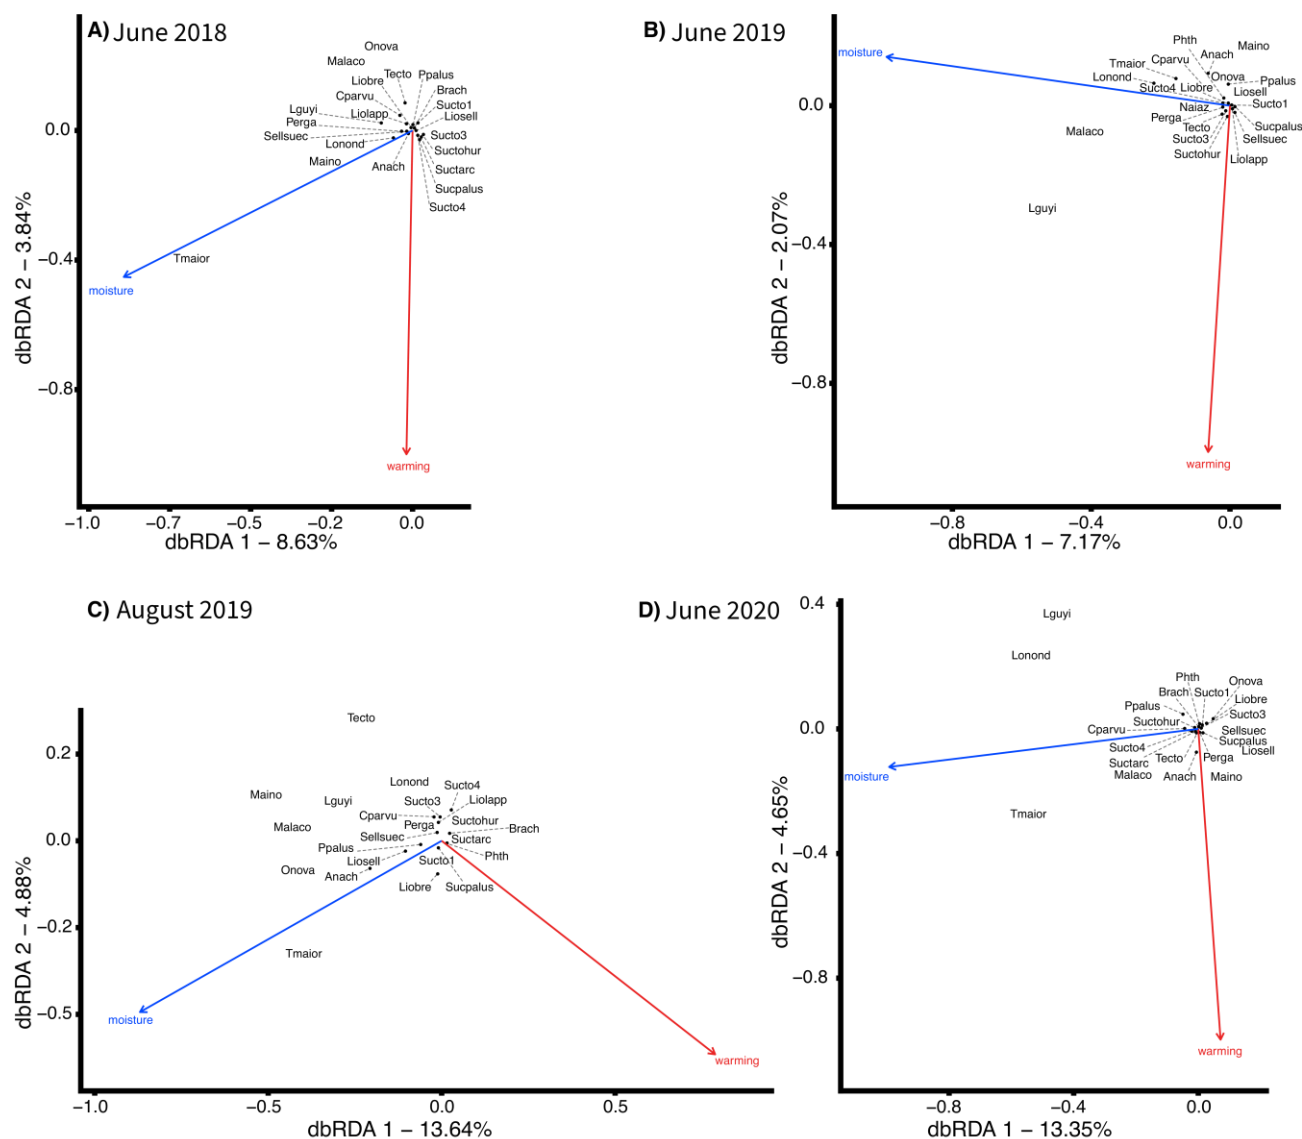 A) June 2018
Onova
Malaco
Tecto Ppalus
Liobre
Brach
Cparvu
Sucto1
Lguyi
Liolapp
Liosell
Perga
0.0
Sellsuec
Sucto3
Lonond
Suctohur
Maino
Anach
Suctarc
Sucpalus
Sucto4
Tmaior
−0.4
moisture
−0.8
warming
dbRDA 2 − 3.84%
−1.0 −0.7 −0.5 −0.2 0.0
dbRDA 1 − 8.63%
B) June 2019
Phth
Maino
moisture
Anach
Cparvu
Tmaior
Lonond
Onova
Ppalus
Sucto4 Liobre
Liosell
0.0
Naiaz
Sucto1
Perga
Tecto
Sucpalus
Malaco
Sucto3
Sellsuec
Suctohur
Liolapp
Lguyi
−0.4
−0.8
warming
dbRDA 2 − 2.07%
−0.8 −0.4 0.0
dbRDA 1 − 7.17%
C) August 2019
Tecto
0.2
Lonond
Sucto4
Maino
Lguyi
Sucto3
Liolapp
Cparvu
Malaco
Perga
Suctohur
Brach
Sellsuec
0.0
Suctarc
Ppalus
Phth
Liosell
Sucto1
Onova
Anach
Liobre
Sucpalus
−0.2
Tmaior
−0.5
moisture
warming
dbRDA 2 − 4.88%
−1.0 −0.5 0.0 0.5
dbRDA 1 − 13.64%
D) June 2020
0.4
Lguyi
Lonond
Phth
Onova
Brach Sucto1
Liobre
Ppalus
Sucto3
Suctohur
0.0
Cparvu
Sellsuec
Sucpalus
Sucto4
Liosell
Tecto
Perga
Suctarc
Malaco
Anach
Maino
moisture
Tmaior
−0.4
−0.8
warming
dbRDA 2 − 4.65%
−0.8 −0.4 0.0
dbRDA 1 − 13.35%